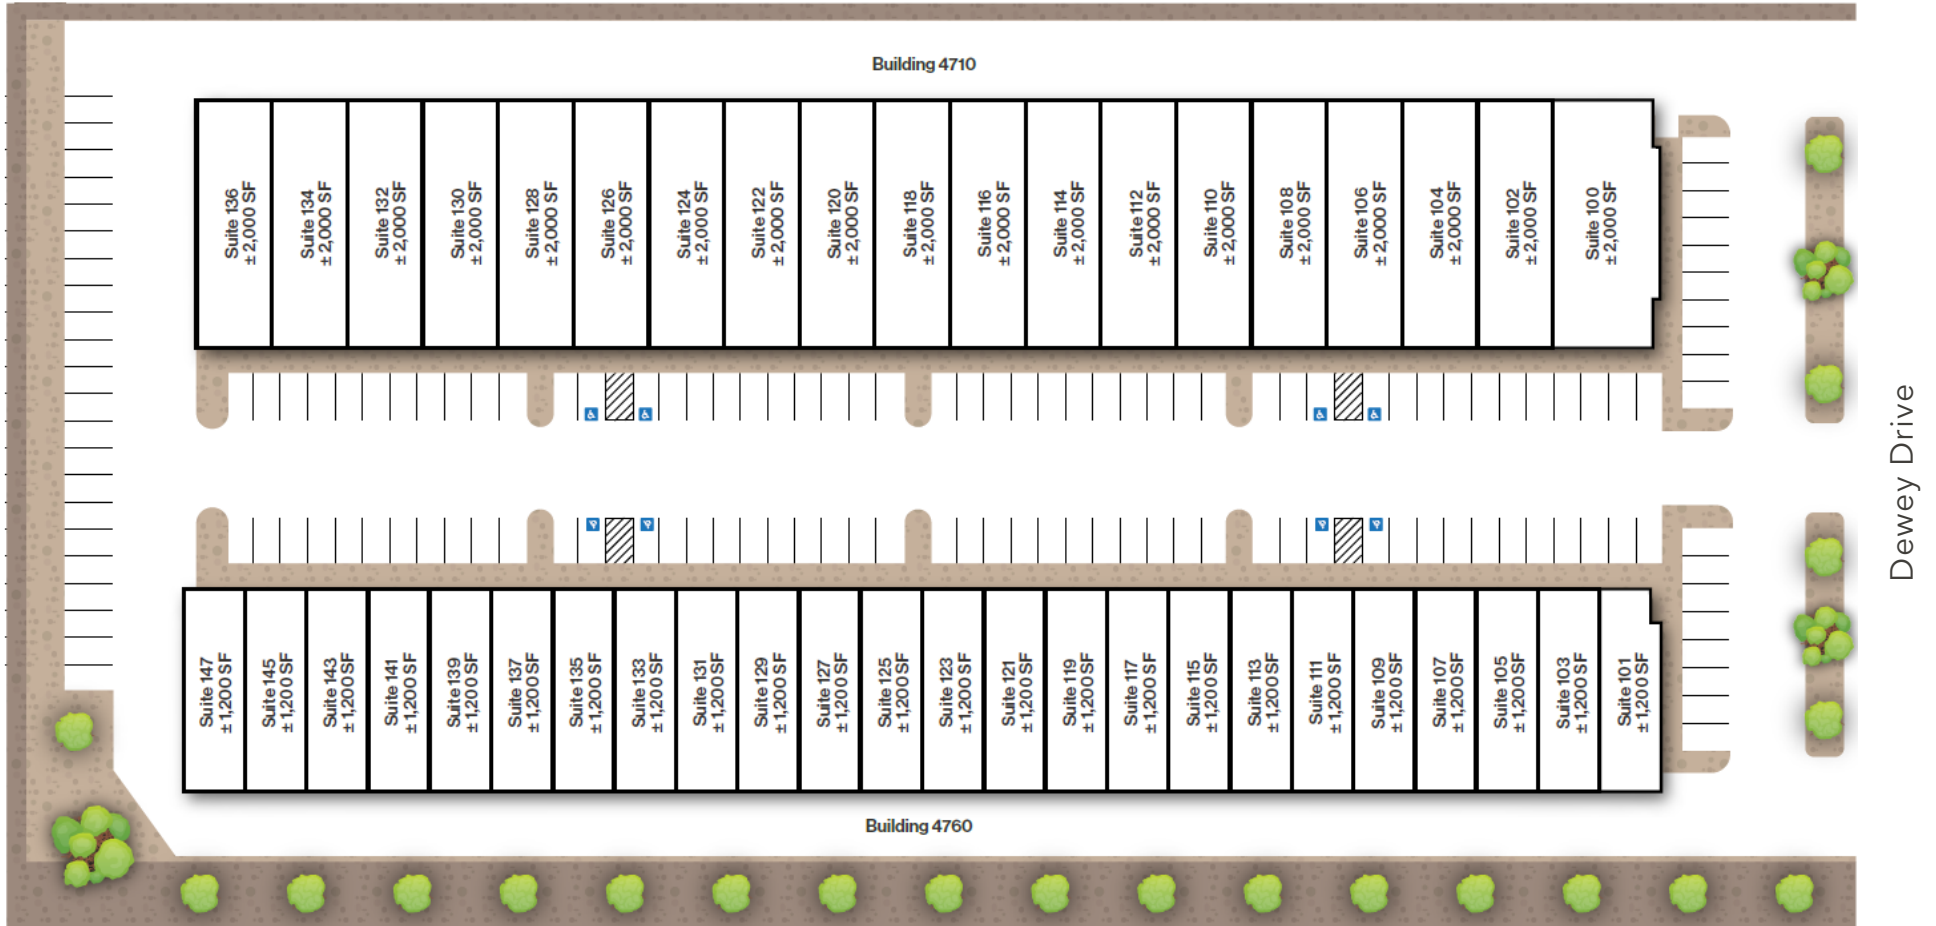 Building 4710
Suite 136
± 2,000 SF
Suite 134
± 2,000 SF
Suite 132
± 2,000 SF
Suite 130
± 2,000 SF
Suite 128
± 2,000 SF
Suite 126
± 2,000 SF
Suite 124
± 2,000 SF
Suite 122
± 2,000 SF
Suite 120
± 2,000 SF
Suite 118
± 2,000 SF
Suite 116
± 2,000 SF
Suite 114
± 2,000 SF
Suite 112
± 2,000 SF
Suite 110
± 2,000 SF
Suite 108
± 2,000 SF
Suite 106
± 2,000 SF
Suite 104
± 2,000 SF
Suite 102
± 2,000 SF
Suite 100
± 2,000 SF
Dewey Drive
Suite 147
± 1,200 SF
Suite 145
± 1,200 SF
Suite 143
± 1,200 SF
Suite 141
± 1,200 SF
Suite 139
± 1,200 SF
Suite 137
± 1,200 SF
Suite 135
± 1,200 SF
Suite 133
± 1,200 SF
Suite 131
± 1,200 SF
Suite 129
± 1,200 SF
Suite 127
± 1,200 SF
Suite 125
± 1,200 SF
Suite 123
± 1,200 SF
Suite 121
± 1,200 SF
Suite 119
± 1,200 SF
Suite 117
± 1,200 SF
Suite 115
± 1,200 SF
Suite 113
± 1,200 SF
Suite 111
± 1,200 SF
Suite 109
± 1,200 SF
Suite 107
± 1,200 SF
Suite 105
± 1,200 SF
Suite 103
± 1,200 SF
Suite 101
± 1,200 SF
Building 4760